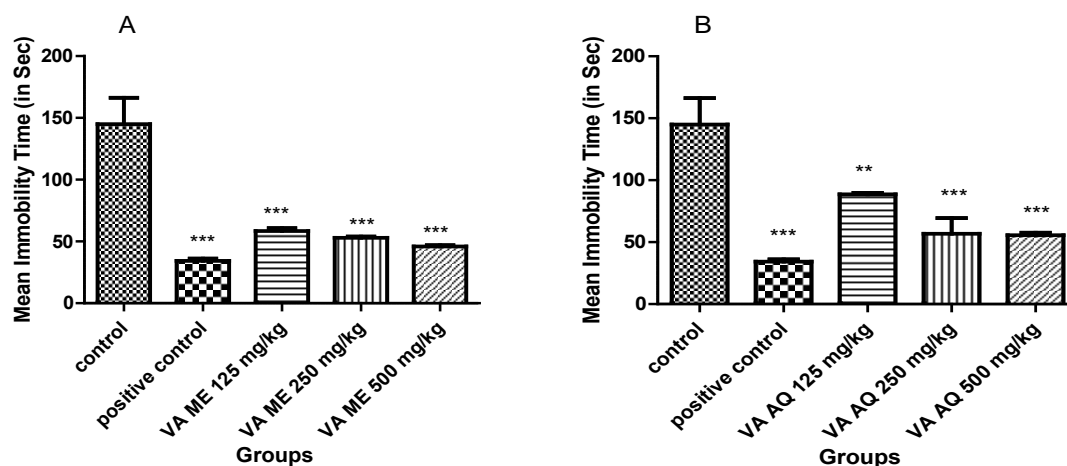 A
Mean Immobility Time (in Sec)
200
150
100
50
0
***
***
***
***
control
positive control
VA ME 125 mg/kg
VA ME 250 mg/kg
VA ME 500 mg/kg
Groups
B
Mean Immobility Time (in Sec)
200
150
100
50
0
***
**
***
***
control
positive control
VA AQ 125 mg/kg
VA AQ 250 mg/kg
VA AQ 500 mg/kg
Groups